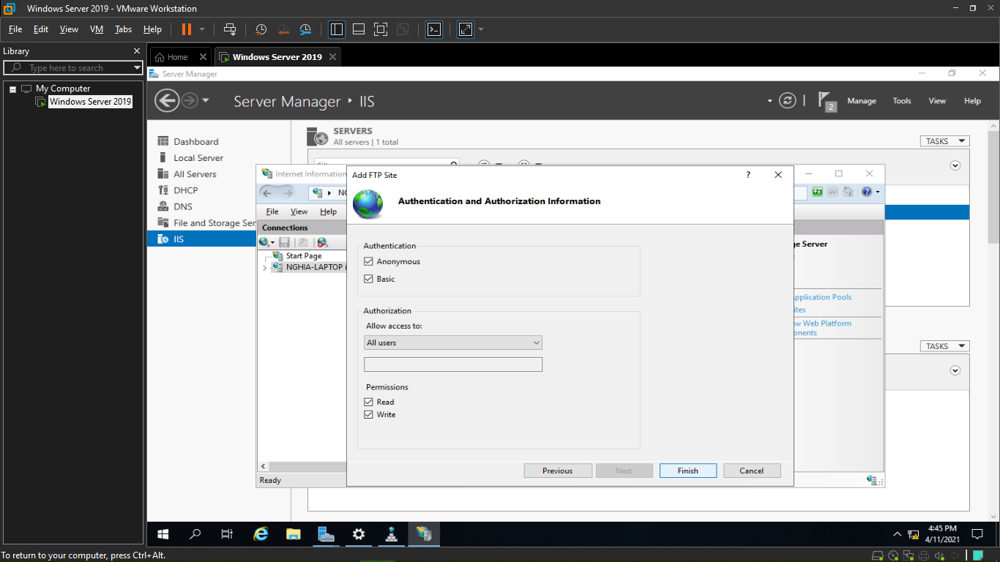 Windows Server 2019 - VMware Workstation
File Edit View VM Tabs Help
Library
Type here to search
My Computer
Windows Server 2019
Home
Windows Server 2019
Server Manager
Server Manager ‣ IIS
2
Manage Tools View Help
Dashboard
Local Server
All Servers
DHCP
DNS
File and Storage Ser
IIS
SERVERS
All servers | 1 total
TASKS
TASKS
Internet Information
File View Help
Connections
Start Page
NGHIA-LAPTOP (
Ready
Add FTP Site
?
Authentication and Authorization Information
Authentication
Anonymous
Basic
Authorization
Allow access to:
All users
Permissions
Read
Write
Previous Next Finish Cancel
ge Server
pplication Pools
ites
ew Web Platform
onents
4:45 PM
4/11/2021
To return to your computer, press Ctrl+Alt.